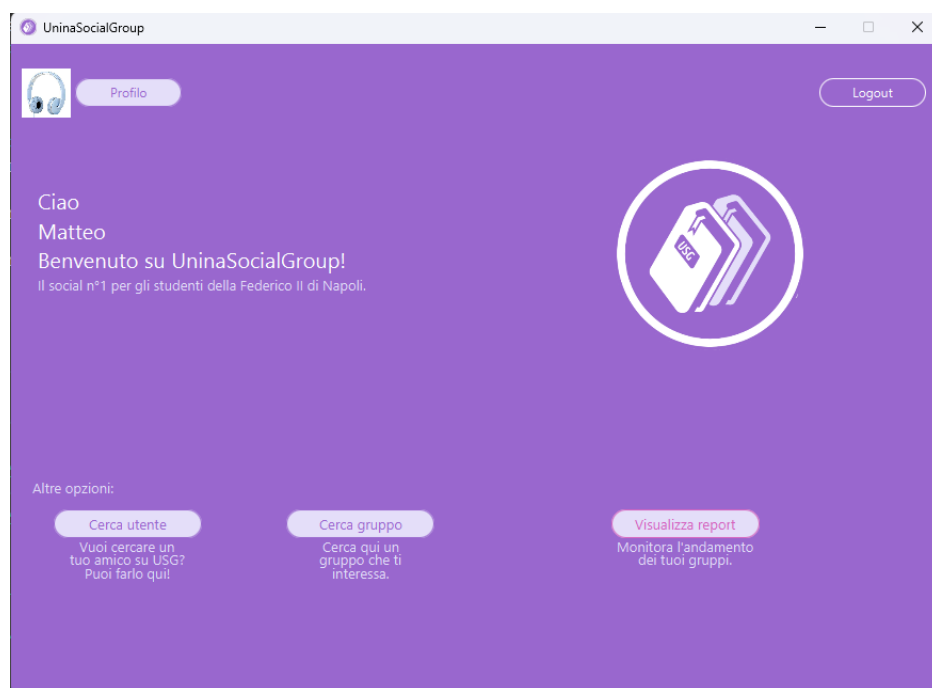 UninaSocialGroup
Profilo
Logout
Ciao
Matteo
Benvenuto su UninaSocialGroup!
Il social n°1 per gli studenti della Federico II di Napoli.
USG
Altre opzioni:
Cerca utente
Vuoi cercare un
tuo amico su USG?
Puoi farlo qui!
Cerca gruppo
Cerca qui un
gruppo che ti
interessa.
Visualizza report
Monitora l'andamento
dei tuoi gruppi.